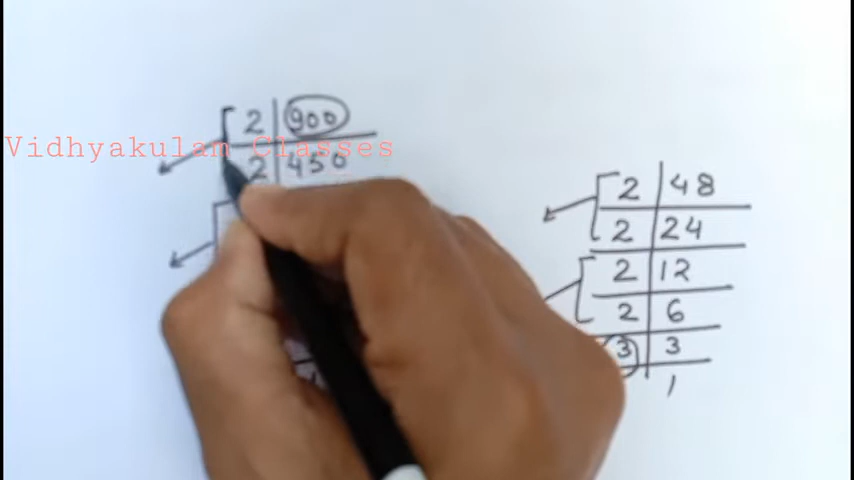 2 | 900
Vidhyakulam Classes
2 | 450
2 | 48
2 | 24
2 | 12
2 | 6
3 | 3
1